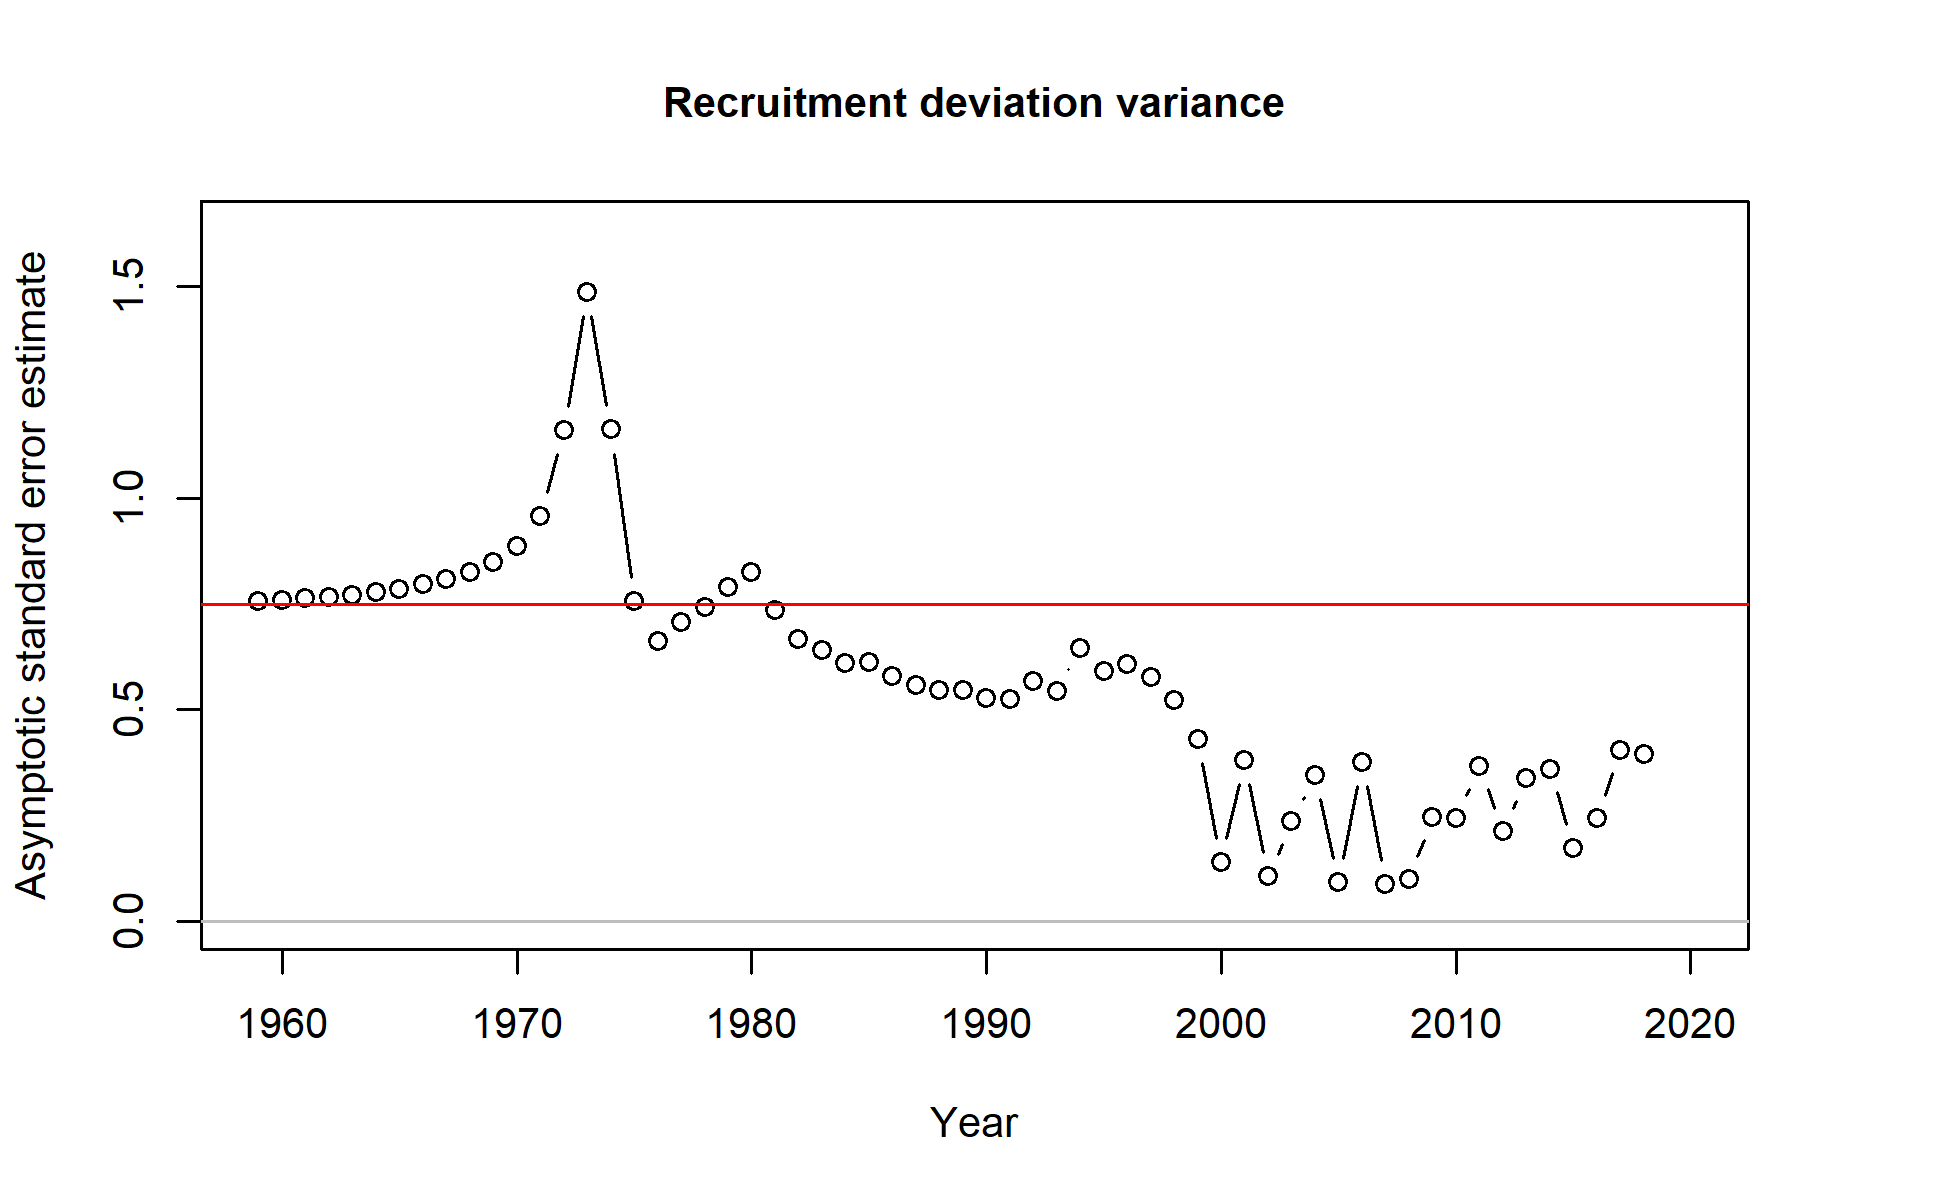 Recruitment deviation variance
Asymptotic standard error estimate
1.5
1.0
0.5
0.0
1960 1970 1980 1990 2000 2010 2020
Year